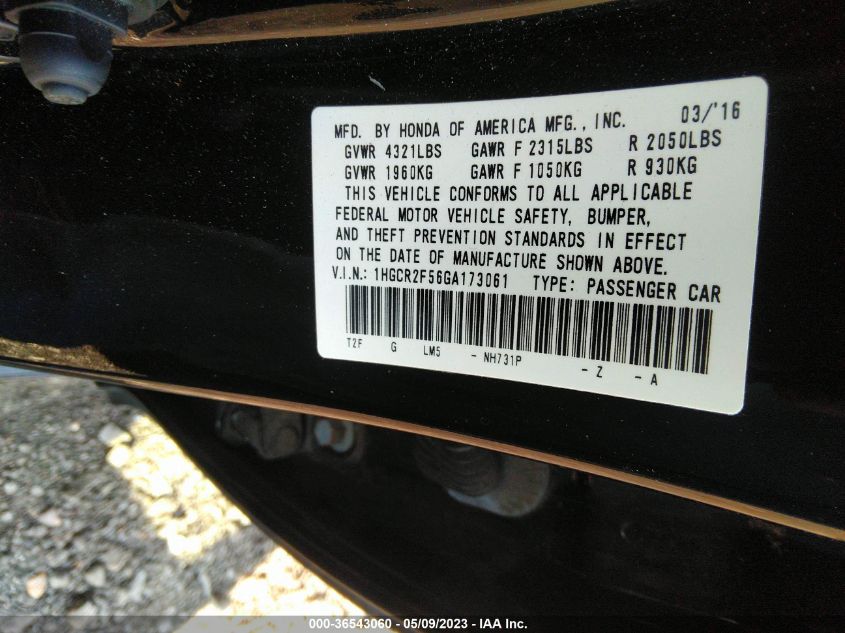 MFD. BY HONDA OF AMERICA MFG., INC. 03/'16
GVWR 4321LBS GAWR F 2315LBS R 2050LBS
GVWR 1960KG GAWR F 1050KG R 930KG
THIS VEHICLE CONFORMS TO ALL APPLICABLE
FEDERAL MOTOR VEHICLE SAFETY, BUMPER,
AND THEFT PREVENTION STANDARDS IN EFFECT
ON THE DATE OF MANUFACTURE SHOWN ABOVE.
V.I.N.: 1HGCR2F56GA173061 TYPE: PASSENGER CAR
T2F G LM5 - NH731P - Z - A
000-36543060 - 05/09/2023 - IAA Inc.